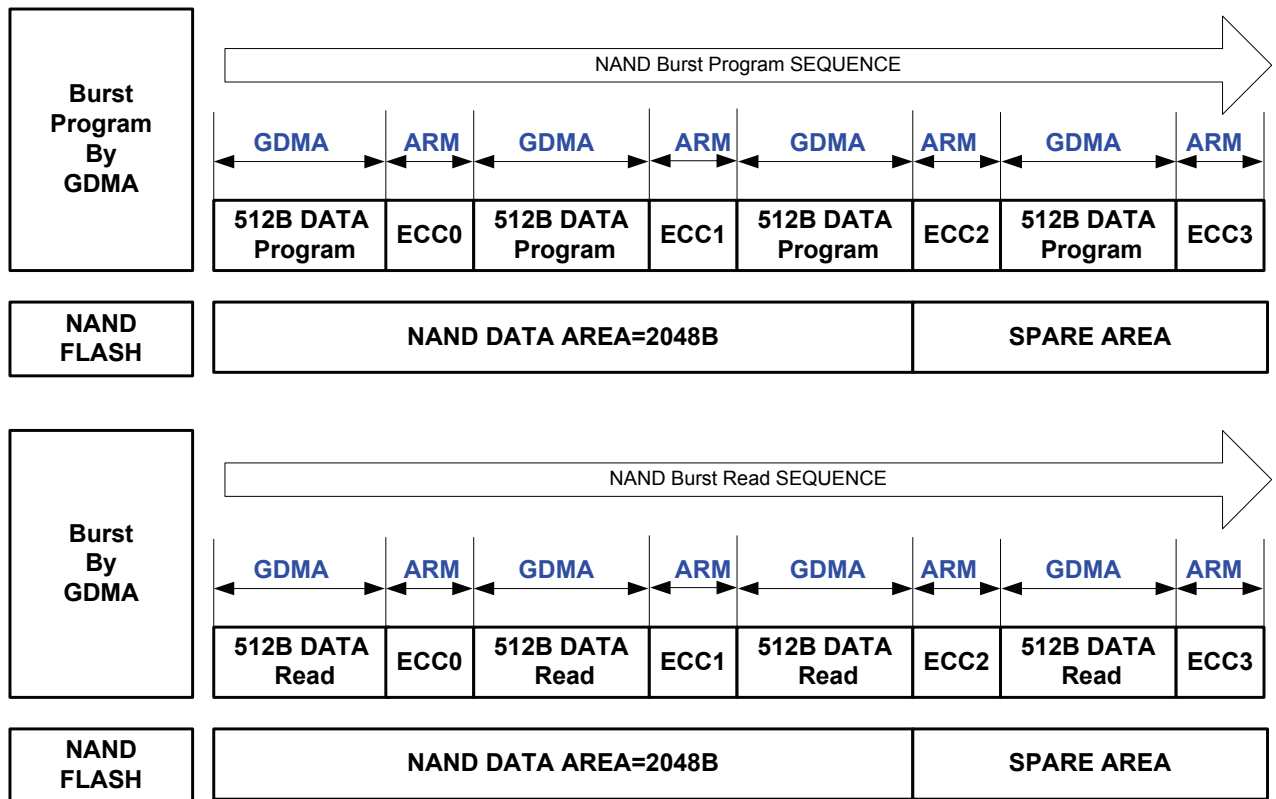 Burst
Program
By
GDMA
NAND Burst Program SEQUENCE
GDMA ARM GDMA ARM GDMA ARM GDMA ARM
512B DATA Program ECC0 512B DATA Program ECC1 512B DATA Program ECC2 512B DATA Program ECC3
NAND
FLASH
NAND DATA AREA=2048B SPARE AREA
Burst
By
GDMA
NAND Burst Read SEQUENCE
GDMA ARM GDMA ARM GDMA ARM GDMA ARM
512B DATA Read ECC0 512B DATA Read ECC1 512B DATA Read ECC2 512B DATA Read ECC3
NAND
FLASH
NAND DATA AREA=2048B SPARE AREA